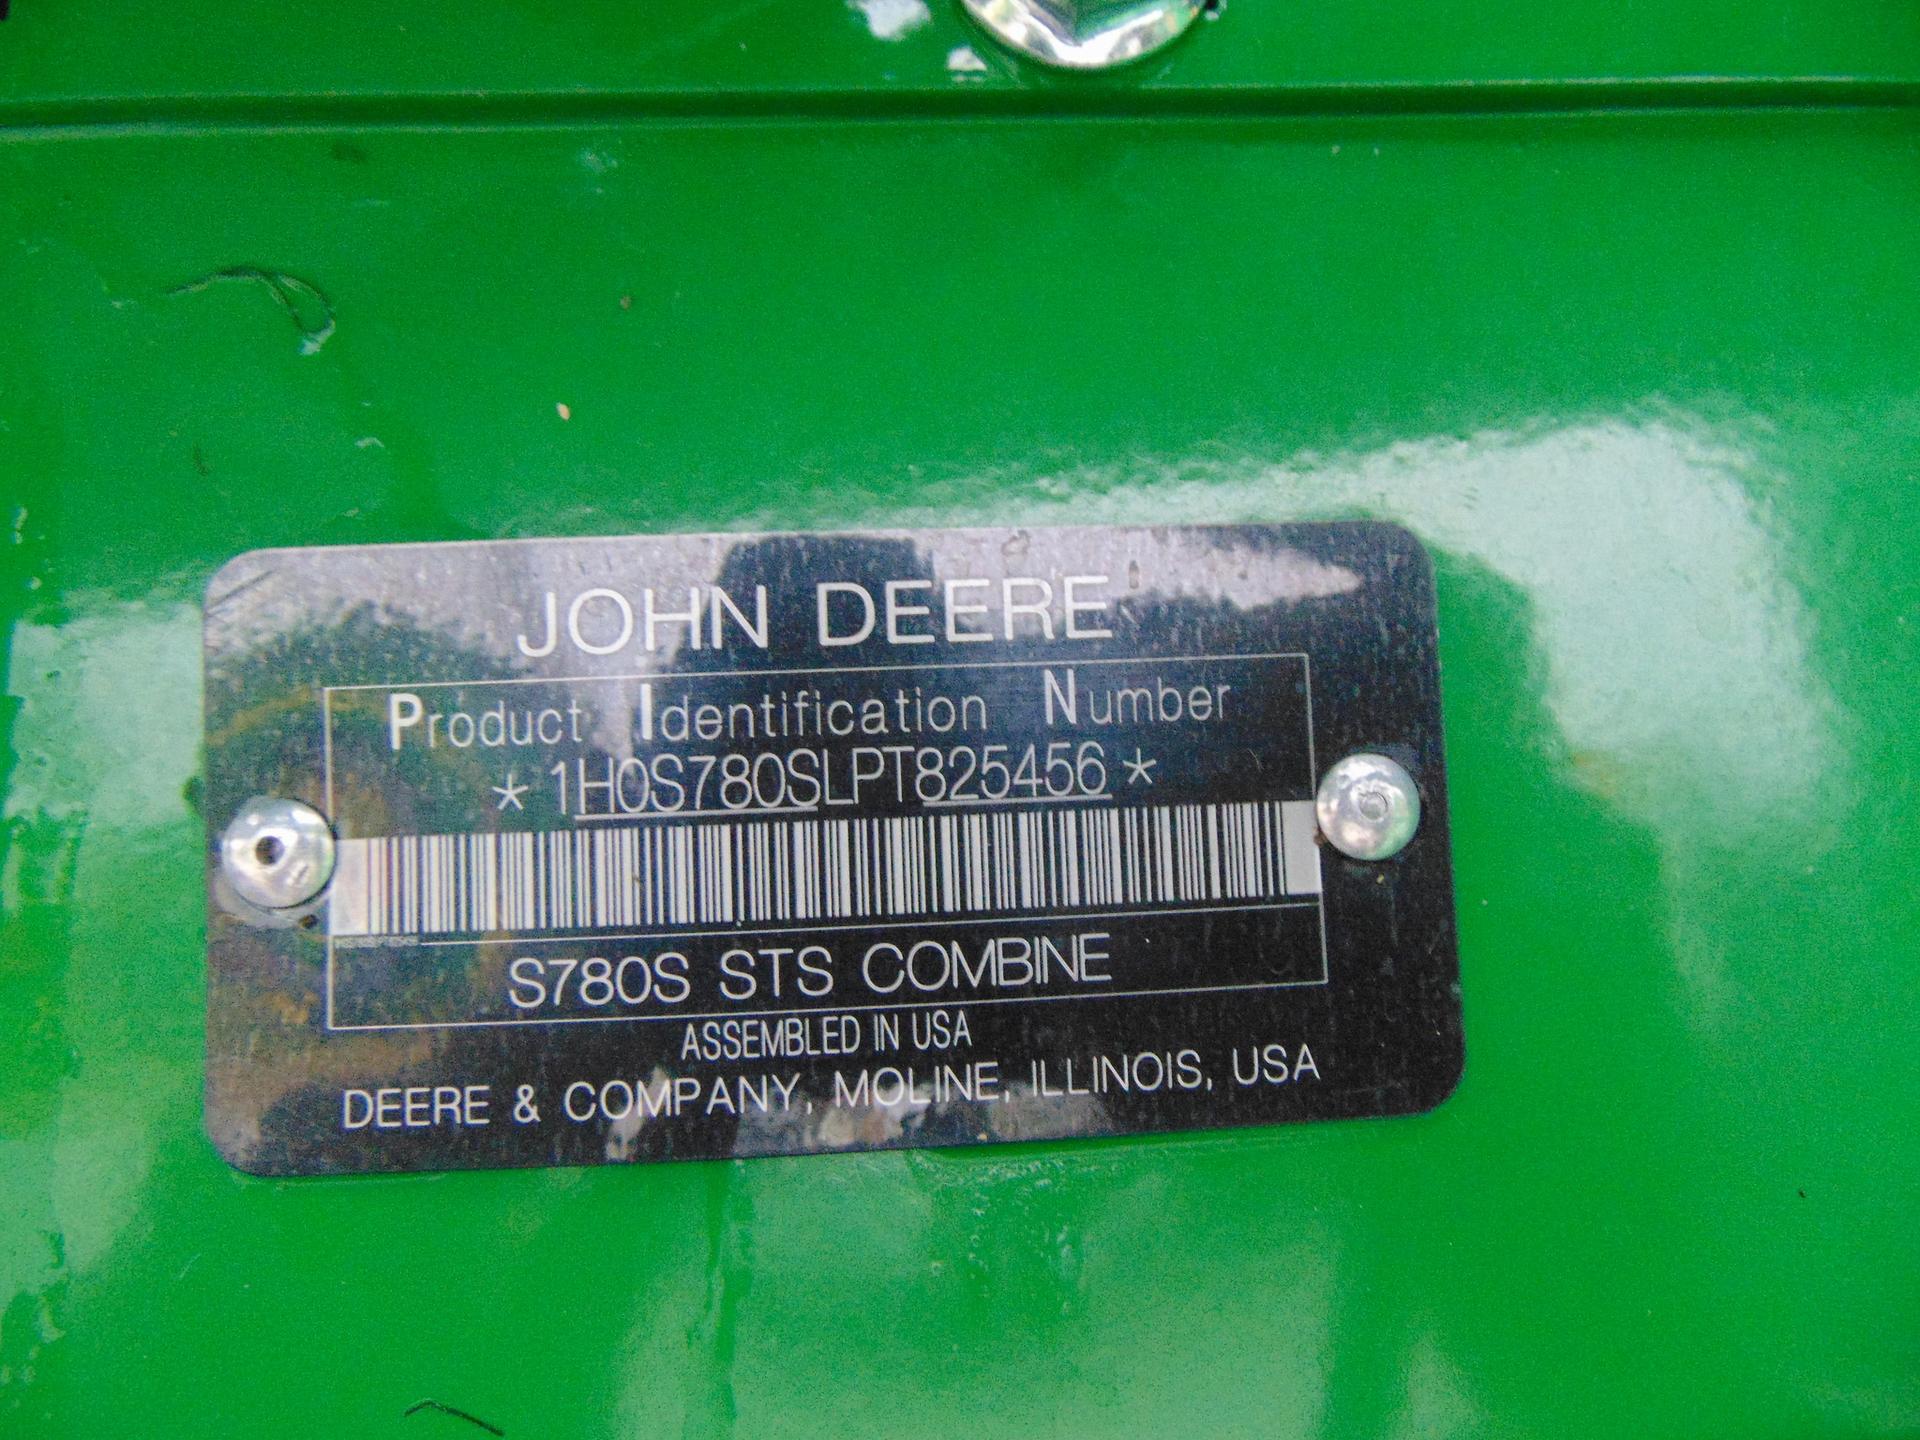 JOHN DEERE
Product Identification Number
*1H0S780SLPT825456*
S780S STS COMBINE
ASSEMBLED IN USA
DEERE & COMPANY, MOLINE, ILLINOIS, USA